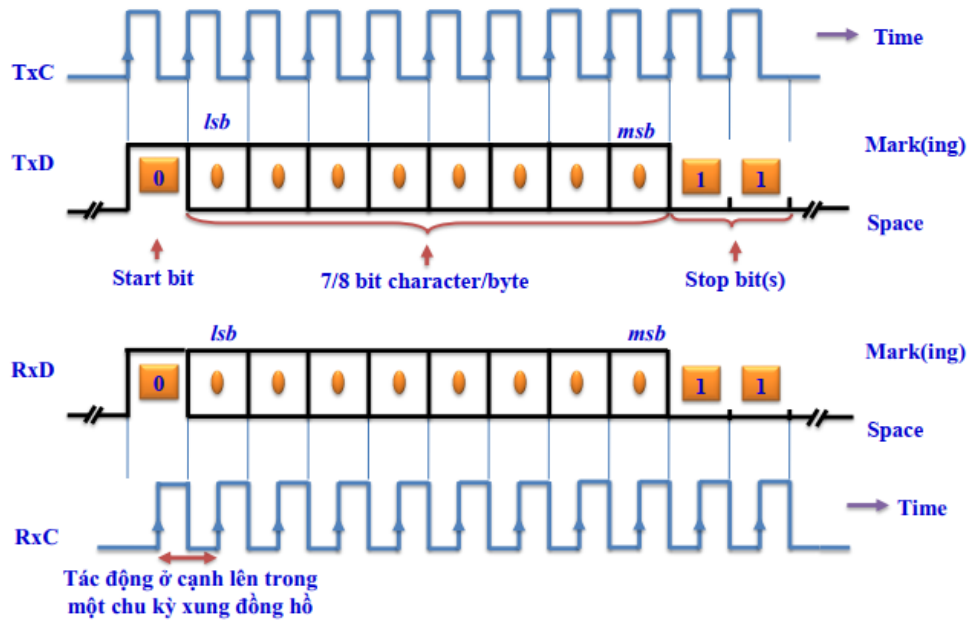 Time
TxC
lsb
msb
TxD
Mark(ing)
0
1
1
Space
Start bit
7/8 bit character/byte
Stop bit(s)
lsb
msb
RxD
Mark(ing)
0
1
1
Space
RxC
Time
Tác động ở cạnh lên trong
một chu kỳ xung đồng hồ